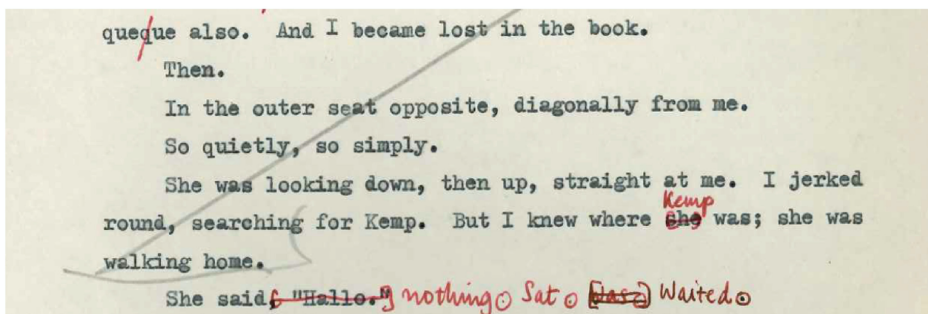 queque also. And I became lost in the book.
Then.
In the outer seat opposite, diagonally from me.
So quietly, so simply.
She was looking down, then up, straight at me. I jerked
Kemp
round, searching for Kemp. But I knew where she was; she was
walking home.
She said, "Hallo." nothing. Sat. Waited.